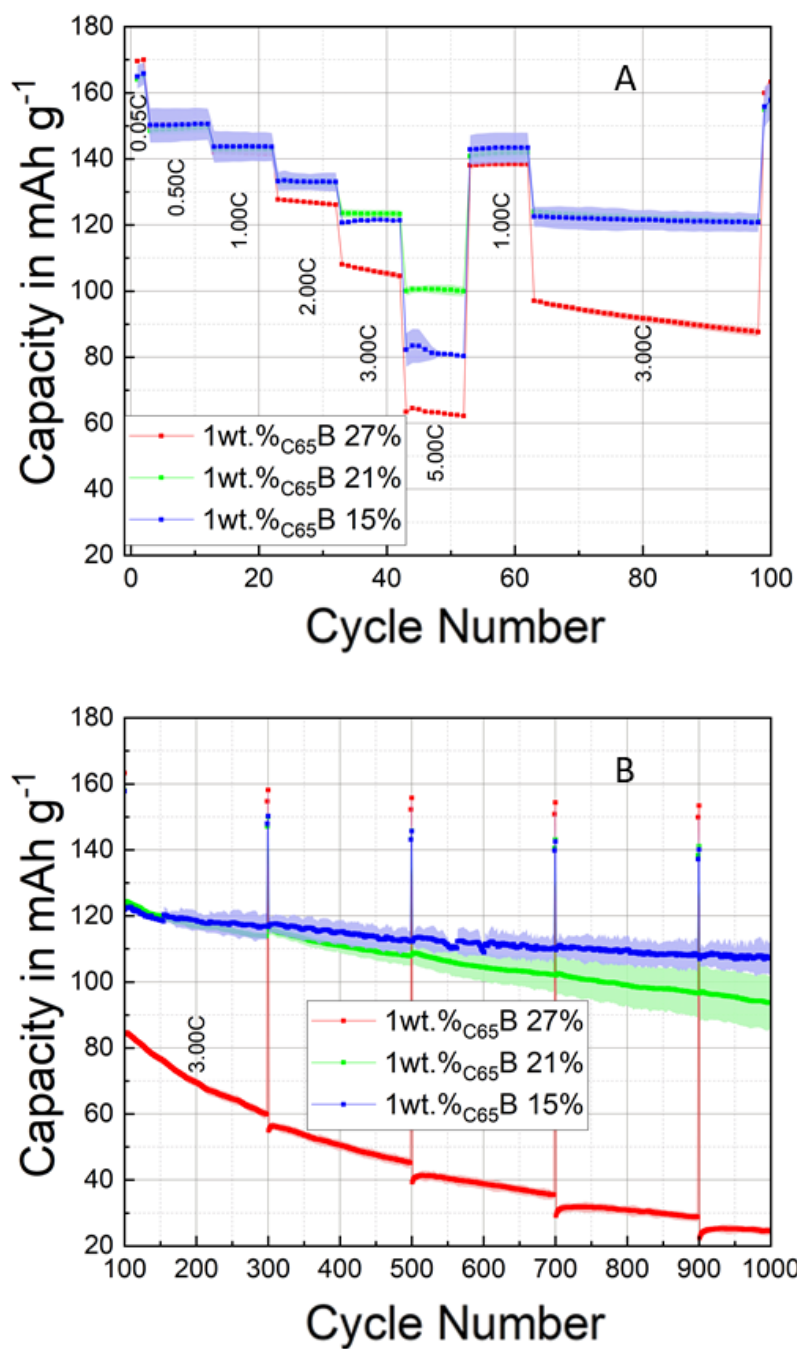 180
A
160
140
120
100
80
60
40
20
Capacity in mAh g⁻¹
0.05C
0.50C
1.00C
2.00C
3.00C
5.00C
1.00C
3.00C
1wt.%C65B 27%
1wt.%C65B 21%
1wt.%C65B 15%
0 20 40 60 80 100
Cycle Number
180
B
160
140
120
100
80
60
40
20
Capacity in mAh g⁻¹
3.00C
1wt.%C65B 27%
1wt.%C65B 21%
1wt.%C65B 15%
100 200 300 400 500 600 700 800 900 1000
Cycle Number